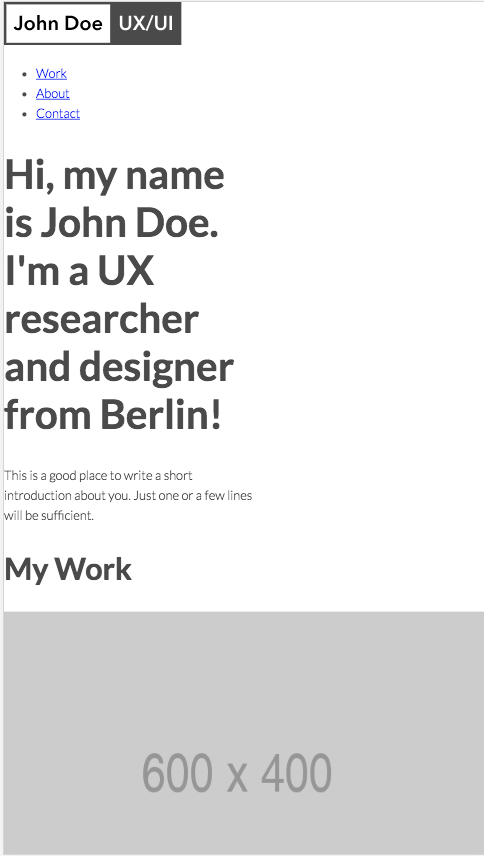 John Doe UX/UI
Work
About
Contact
Hi, my name
is John Doe.
I'm a UX
researcher
and designer
from Berlin!
This is a good place to write a short
introduction about you. Just one or a few lines
will be sufficient.
My Work
600 x 400